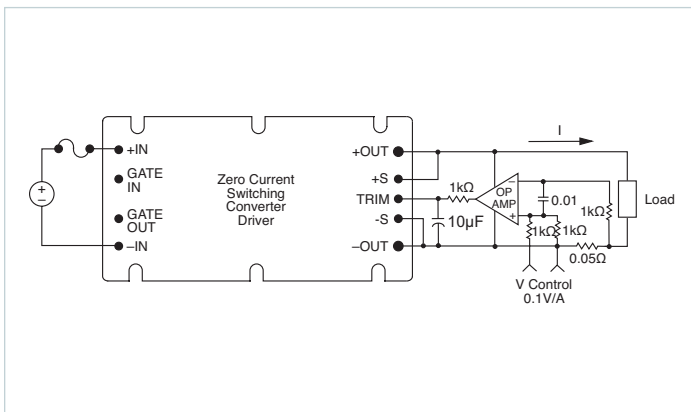 +IN
GATE
IN
GATE
OUT
–IN
Zero Current
Switching
Converter
Driver
+OUT
+S
TRIM
-S
–OUT
+
–
1kΩ
10µF
I
OP
AMP
–
+
0.01
1kΩ
1kΩ
1kΩ
0.05Ω
Load
V Control
0.1V/A